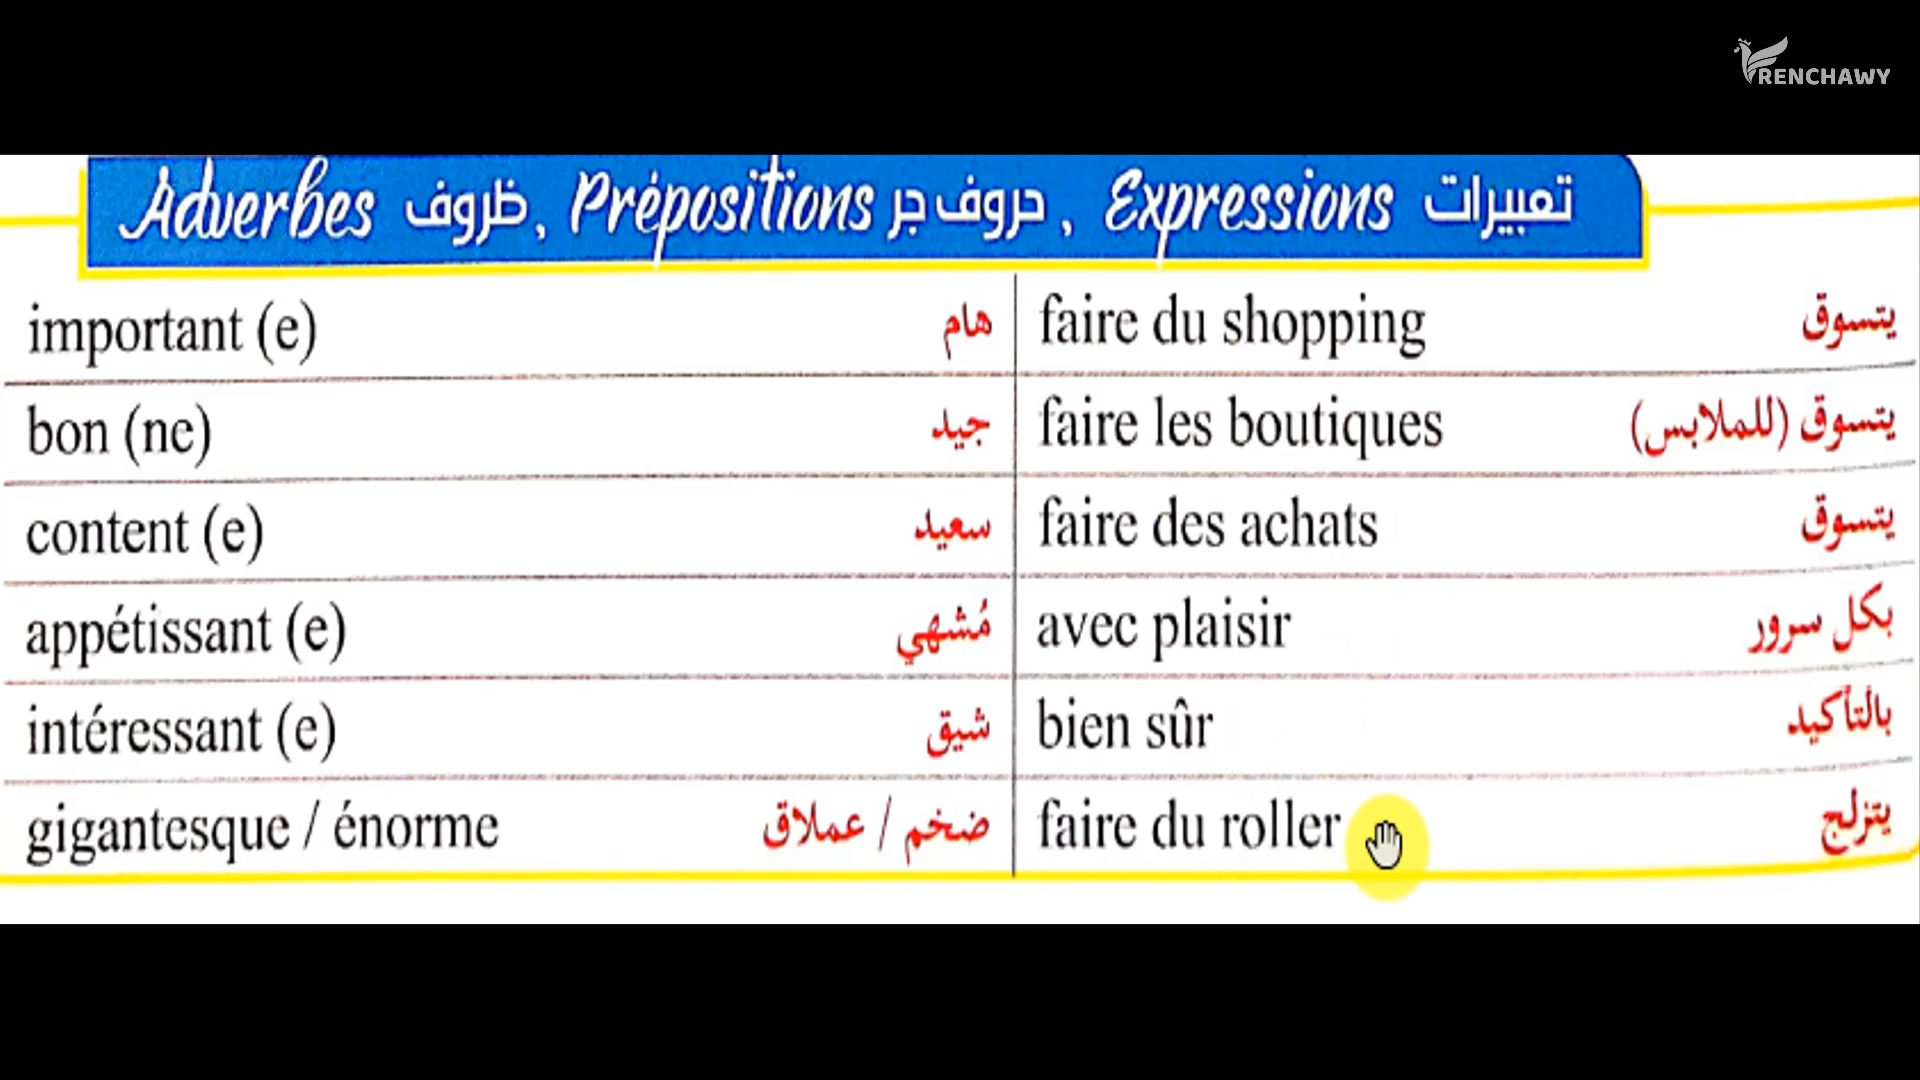 RENCHAWY
Adverbes ظروف , Prépositions حروف جر , Expressions تعبيرات
important (e) هام faire du shopping يتسوق
bon (ne) جيد faire les boutiques يتسوق (للملابس)
content (e) سعيد faire des achats يتسوق
appétissant (e) مُشهي avec plaisir بكل سرور
intéressant (e) شيق bien sûr بالتأكيد
gigantesque / énorme ضخم / عملاق faire du roller يتزلج